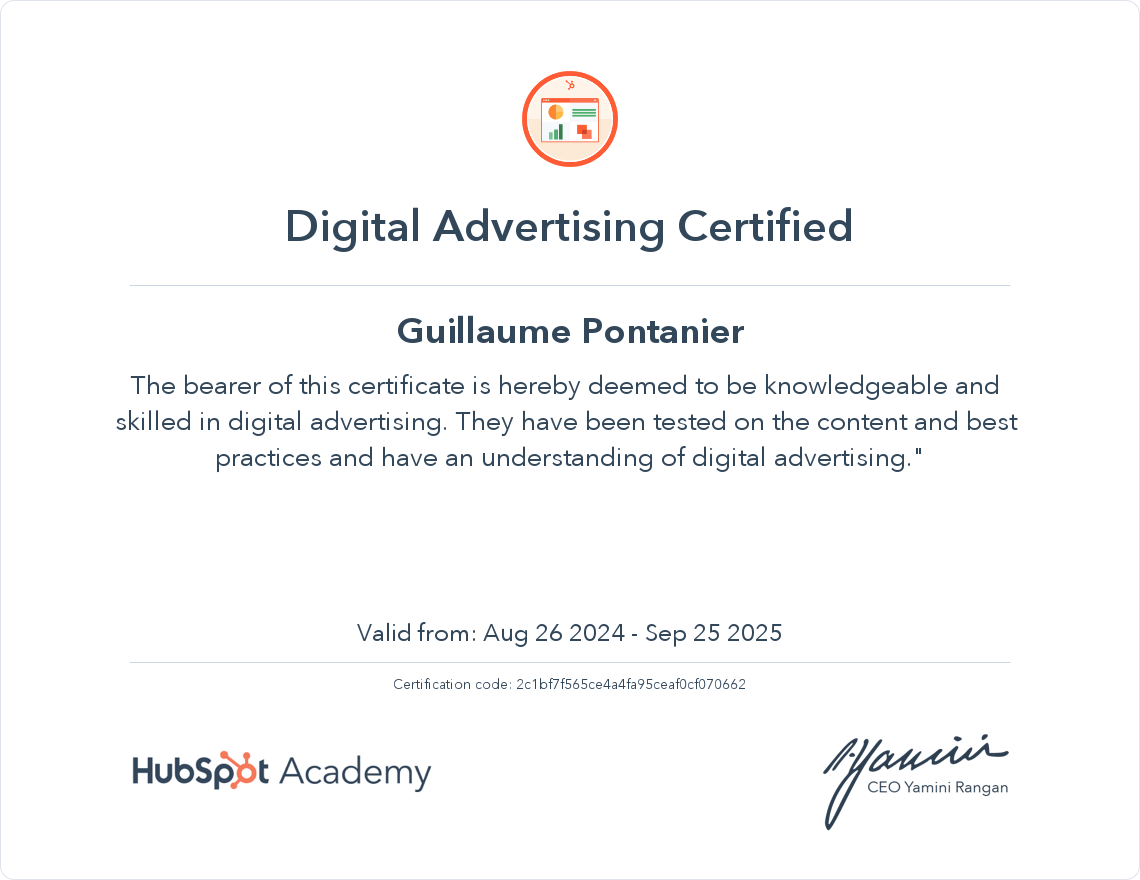 Digital Advertising Certified
Guillaume Pontanier
The bearer of this certificate is hereby deemed to be knowledgeable and
skilled in digital advertising. They have been tested on the content and best
practices and have an understanding of digital advertising."
Valid from: Aug 26 2024 - Sep 25 2025
Certification code: 2c1bf7f565ce4a4fa95ceaf0cf070662
HubSpot Academy
Yamini
CEO Yamini Rangan